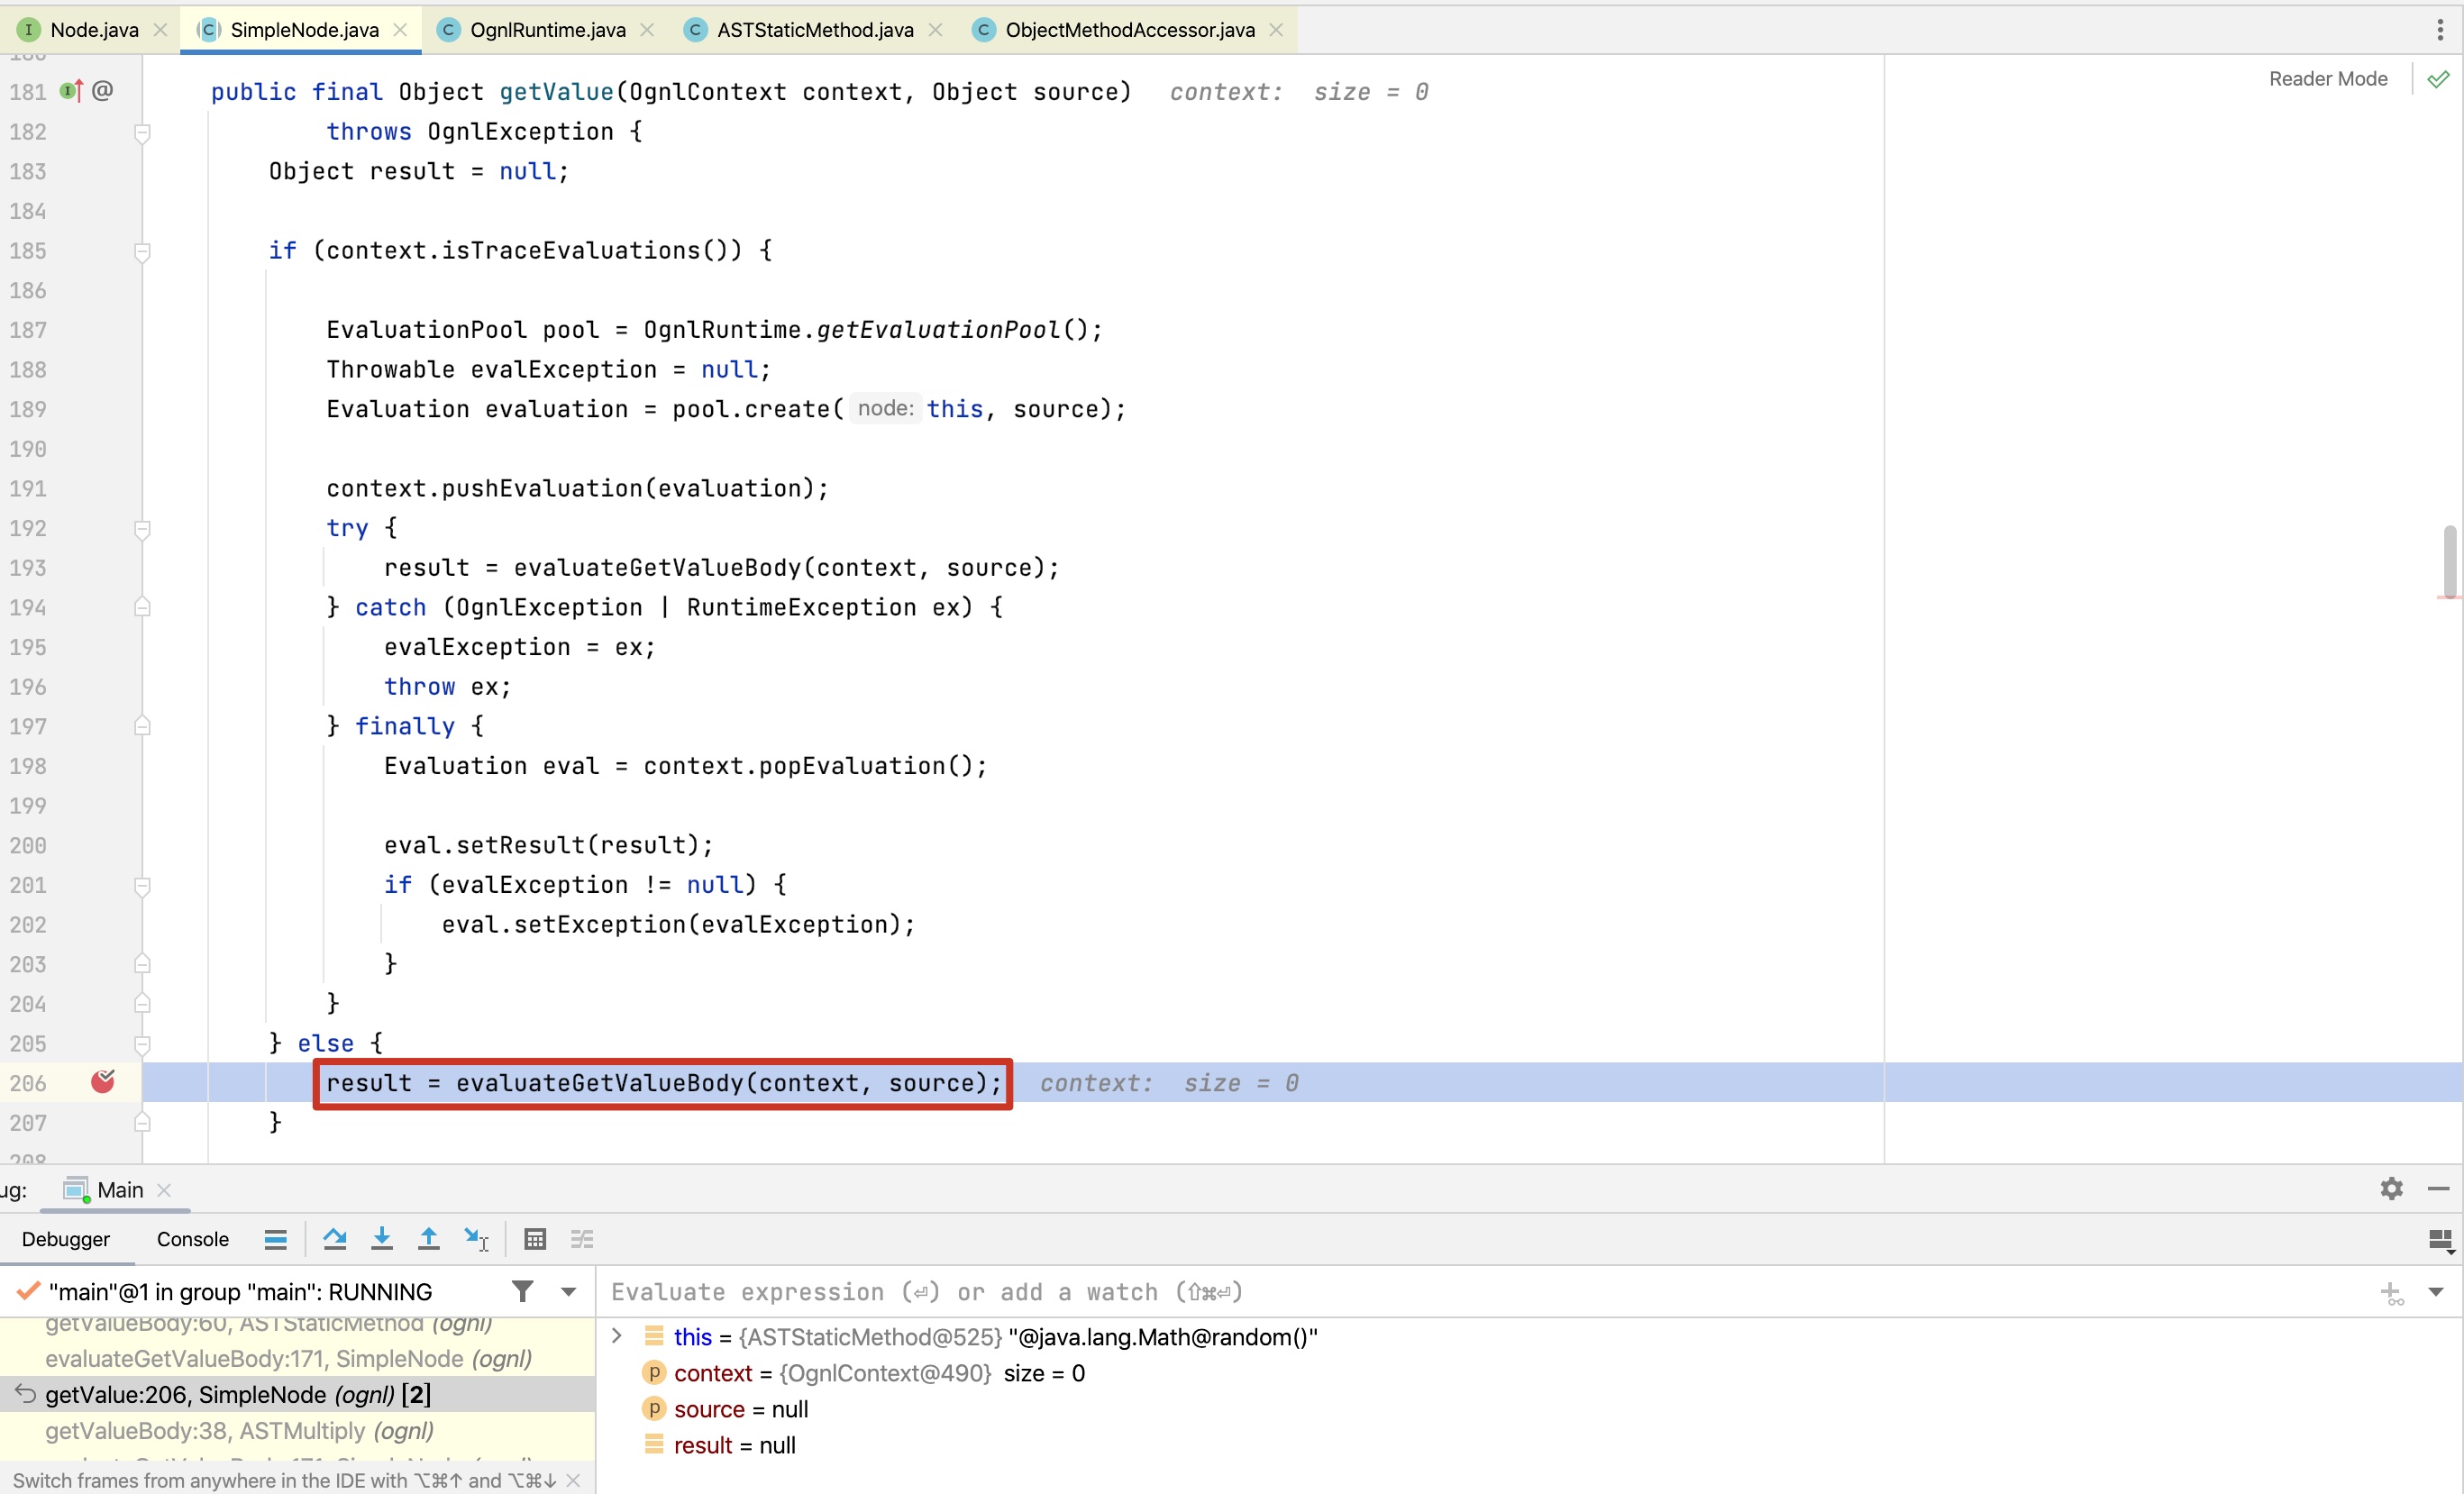 Node.java SimpleNode.java OgnlRuntime.java ASTStaticMethod.java ObjectMethodAccessor.java
Reader Mode
181 @ public final Object getValue(OgnlContext context, Object source) context: size = 0
182 throws OgnlException {
183 Object result = null;
184
185 if (context.isTraceEvaluations()) {
186
187 EvaluationPool pool = OgnlRuntime.getEvaluationPool();
188 Throwable evalException = null;
189 Evaluation evaluation = pool.create( node: this, source);
190
191 context.pushEvaluation(evaluation);
192 try {
193 result = evaluateGetValueBody(context, source);
194 } catch (OgnlException | RuntimeException ex) {
195 evalException = ex;
196 throw ex;
197 } finally {
198 Evaluation eval = context.popEvaluation();
199
200 eval.setResult(result);
201 if (evalException != null) {
202 eval.setException(evalException);
203 }
204 }
205 } else {
206 result = evaluateGetValueBody(context, source); context: size = 0
207 }
208
ug: Main
Debugger Console
"main"@1 in group "main": RUNNING
Evaluate expression (⏎) or add a watch (⇧⌘⏎)
getValueBody:60, ASTStaticMethod (ognl)
evaluateGetValueBody:171, SimpleNode (ognl)
getValue:206, SimpleNode (ognl) [2]
getValueBody:38, ASTMultiply (ognl)
this = {ASTStaticMethod@525} "@java.lang.Math@random()"
context = {OgnlContext@490} size = 0
source = null
result = null
Switch frames from anywhere in the IDE with ⌥⌘↑ and ⌥⌘↓